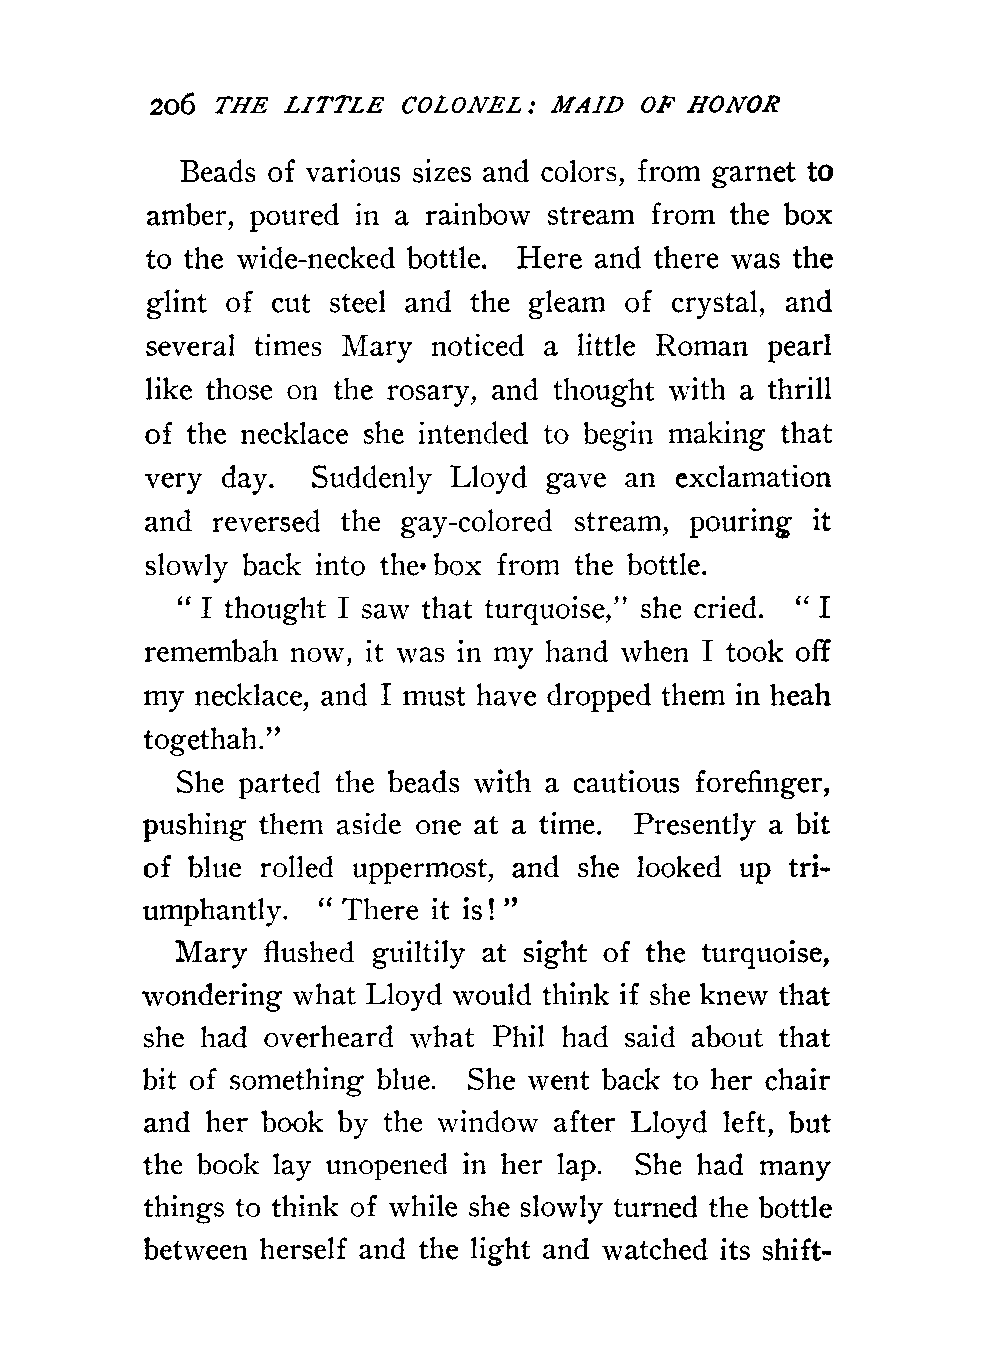 206 THE LITTLE COLONEL: MAID OF HONOR
Beads of various sizes and colors, from garnet to
amber, poured in a rainbow stream from the box
to the wide-necked bottle. Here and there was the
glint of cut steel and the gleam of crystal, and
several times Mary noticed a little Roman pearl
like those on the rosary, and thought with a thrill
of the necklace she intended to begin making that
very day. Suddenly Lloyd gave an exclamation
and reversed the gay-colored stream, pouring it
slowly back into the box from the bottle.
“ I thought I saw that turquoise,” she cried. “ I
remembah now, it was in my hand when I took off
my necklace, and I must have dropped them in heah
togethah.”
She parted the beads with a cautious forefinger,
pushing them aside one at a time. Presently a bit
of blue rolled uppermost, and she looked up tri-
umphantly. “ There it is! ”
Mary flushed guiltily at sight of the turquoise,
wondering what Lloyd would think if she knew that
she had overheard what Phil had said about that
bit of something blue. She went back to her chair
and her book by the window after Lloyd left, but
the book lay unopened in her lap. She had many
things to think of while she slowly turned the bottle
between herself and the light and watched its shift-